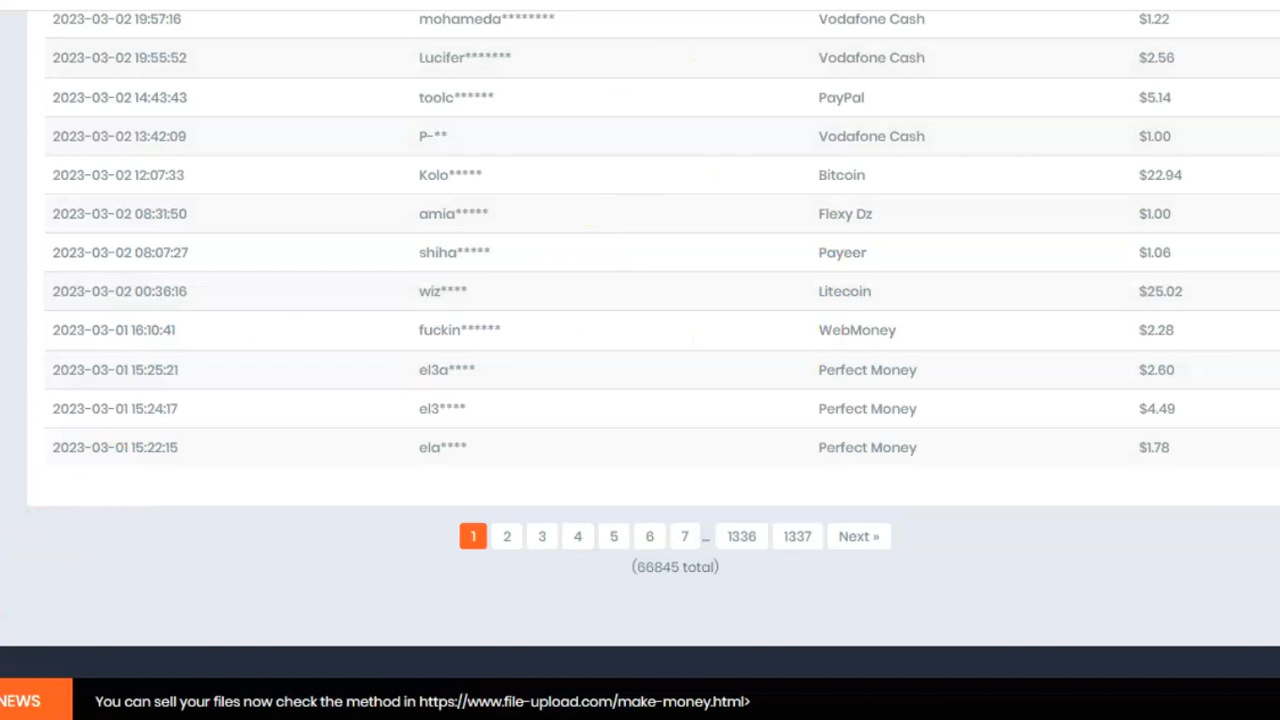 2023-03-02 19:57:16 mohameda******** Vodafone Cash $1.22
2023-03-02 19:55:52 Lucifer******* Vodafone Cash $2.56
2023-03-02 14:43:43 toolc****** PayPal $5.14
2023-03-02 13:42:09 P-** Vodafone Cash $1.00
2023-03-02 12:07:33 Kolo***** Bitcoin $22.94
2023-03-02 08:31:50 amia***** Flexy Dz $1.00
2023-03-02 08:07:27 shiha***** Payeer $1.06
2023-03-02 00:36:16 wiz**** Litecoin $25.02
2023-03-01 16:10:41 fuckin****** WebMoney $2.28
2023-03-01 15:25:21 el3a**** Perfect Money $2.60
2023-03-01 15:24:17 el3**** Perfect Money $4.49
2023-03-01 15:22:15 ela**** Perfect Money $1.78
1 2 3 4 5 6 7 ... 1336 1337 Next »
(66845 total)
NEWS You can sell your files now check the method in https://www.file-upload.com/make-money.html>